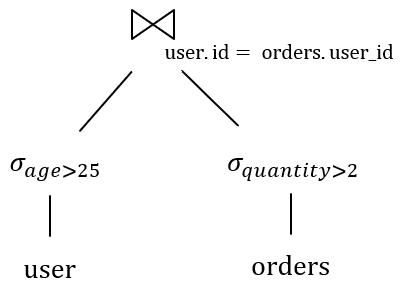 ⋈
user. id = orders. user_id
σage>25 σquantity>2
user orders